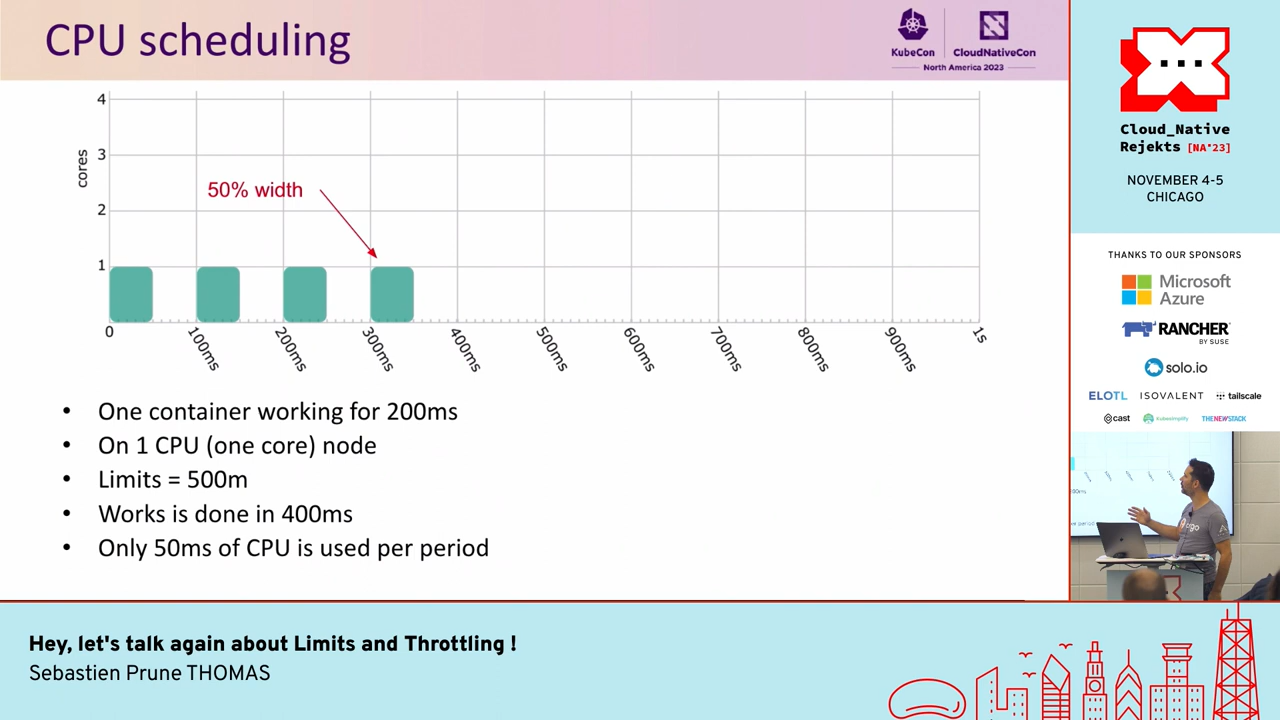 CPU scheduling
KubeCon
CloudNativeCon
North America 2023
4
cores
3
50% width
2
1
0
100ms
200ms
300ms
400ms
500ms
600ms
700ms
800ms
900ms
1s
• One container working for 200ms
• On 1 CPU (one core) node
• Limits = 500m
• Works is done in 400ms
• Only 50ms of CPU is used per period
Cloud_Native
Rejekts [NA'23]
NOVEMBER 4-5
CHICAGO
THANKS TO OUR SPONSORS
Microsoft
Azure
RANCHER
BY SUSE
solo.io
ELOTL ISOVALENT tailscale
cast Kubesimplify THENEWSTACK
Hey, let's talk again about Limits and Throttling !
Sebastien Prune THOMAS